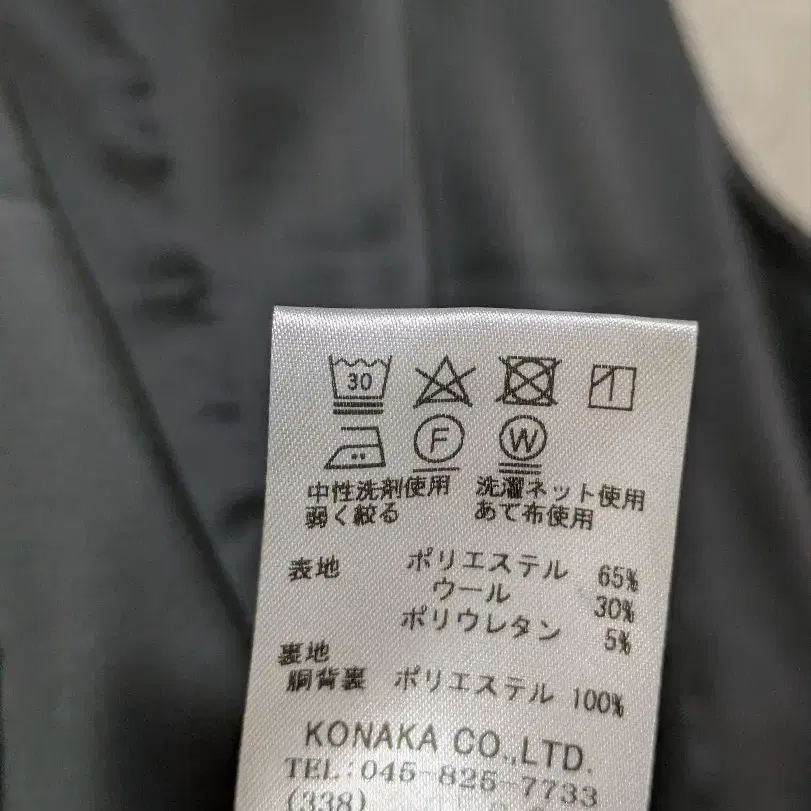 30
F W
中性洗剤使用 洗濯ネット使用
弱く絞る あて布使用
表地 ポリエステル 65%
ウール 30%
ポリウレタン 5%
裏地
胴背裏 ポリエステル 100%
KONAKA CO.,LTD.
TEL:045-825-7733
(338)